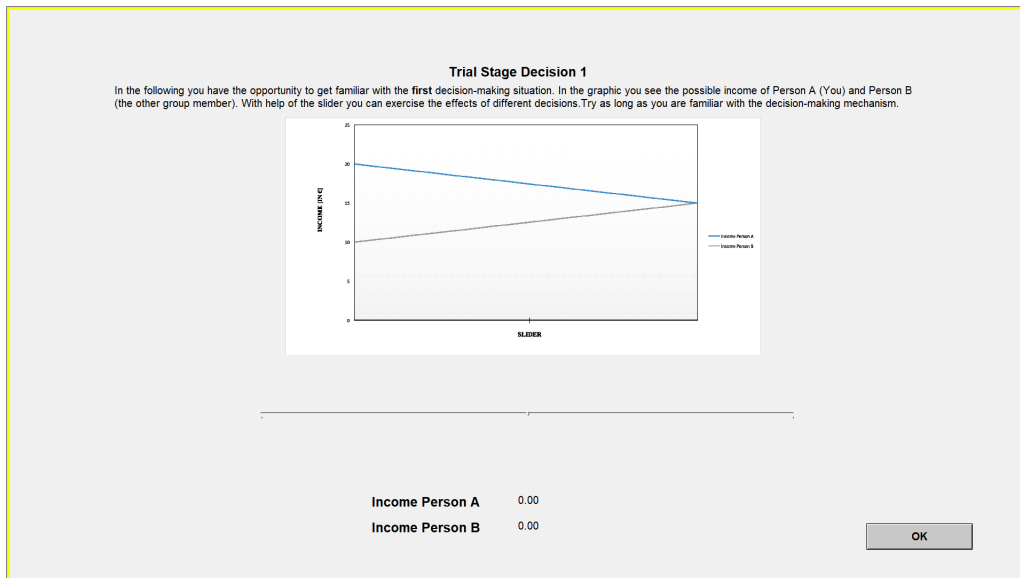 Trial Stage Decision 1
In the following you have the opportunity to get familiar with the first decision-making situation. In the graphic you see the possible income of Person A (You) and Person B
(the other group member). With help of the slider you can exercise the effects of different decisions.Try as long as you are familiar with the decision-making mechanism.
25
20
15
10
5
0
INCOME [IN €]
SLIDER
Income Person A
Income Person B
Income Person A 0.00
Income Person B 0.00
OK